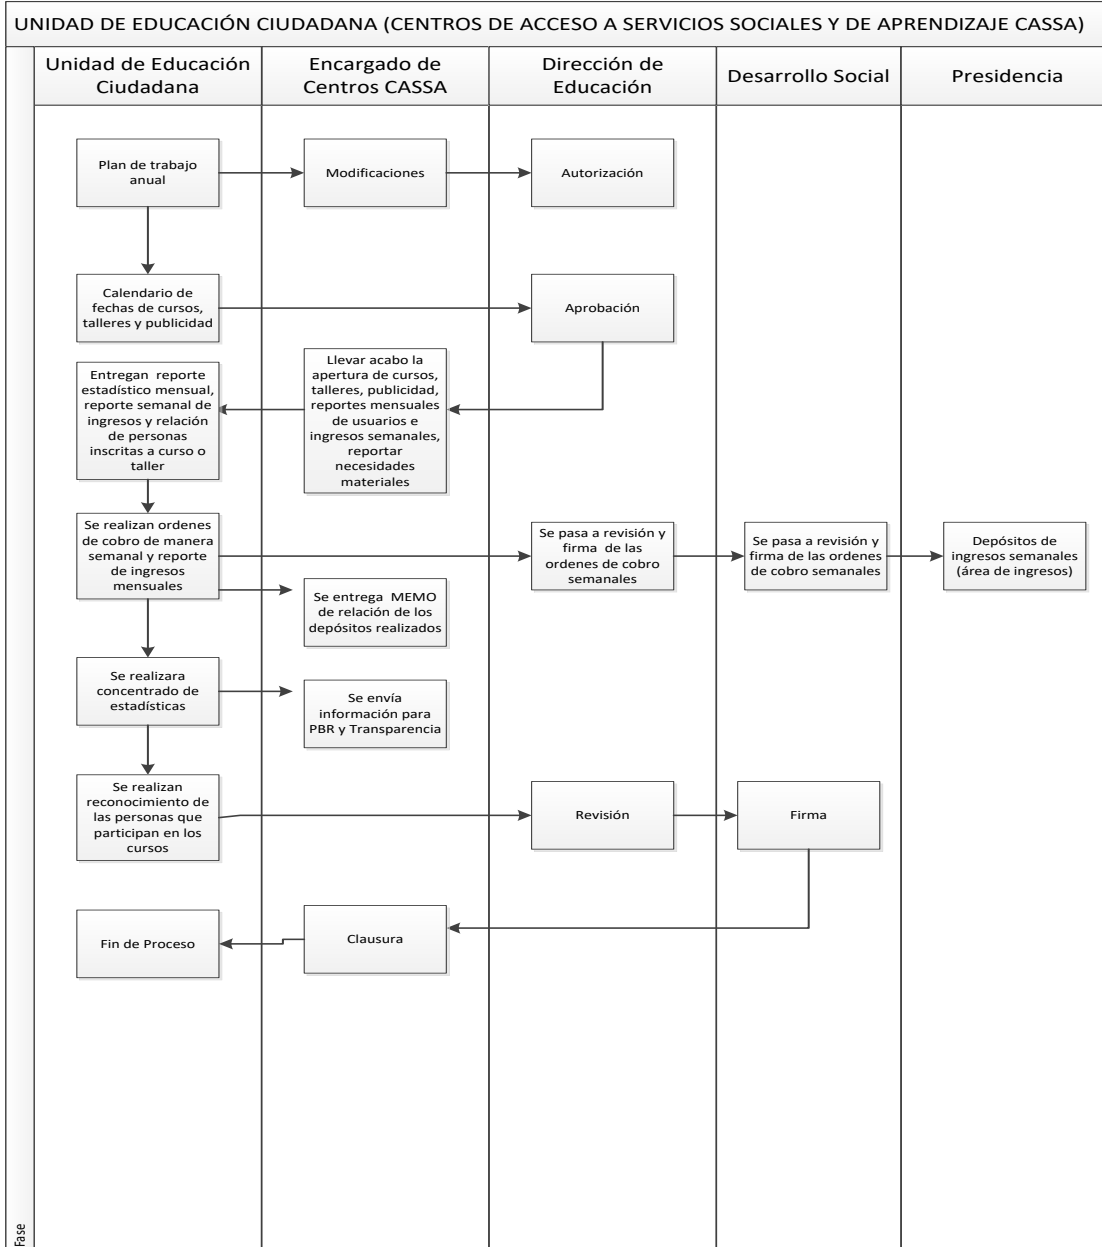 UNIDAD DE EDUCACIÓN CIUDADANA (CENTROS DE ACCESO A SERVICIOS SOCIALES Y DE APRENDIZAJE CASSA)
Unidad de Educación
Ciudadana
Encargado de
Centros CASSA
Dirección de
Educación
Desarrollo Social
Presidencia
Plan de trabajo
anual
Modificaciones
Autorización
Calendario de
fechas de cursos,
talleres y publicidad
Aprobación
Entregan reporte
estadístico mensual,
reporte semanal de
ingresos y relación
de personas
inscritas a curso o
taller
Llevar acabo la
apertura de cursos,
talleres, publicidad,
reportes mensuales
de usuarios e
ingresos semanales,
reportar
necesidades
materiales
Se realizan ordenes
de cobro de manera
semanal y reporte
de ingresos
mensuales
Se pasa a revisión y
firma de las
ordenes de cobro
semanales
Se pasa a revisión y
firma de las ordenes
de cobro semanales
Depósitos de
ingresos semanales
(área de ingresos)
Se entrega MEMO
de relación de los
depósitos realizados
Se realizara
concentrado de
estadísticas
Se envía
información para
PBR y Transparencia
Se realizan
reconocimiento de
las personas que
participan en los
cursos
Revisión
Firma
Fin de Proceso
Clausura
Fase